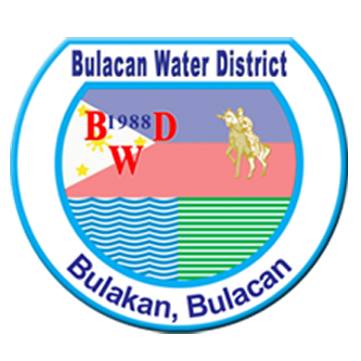 Bulacan Water District
B 1988 D
W
Bulakan, Bulacan